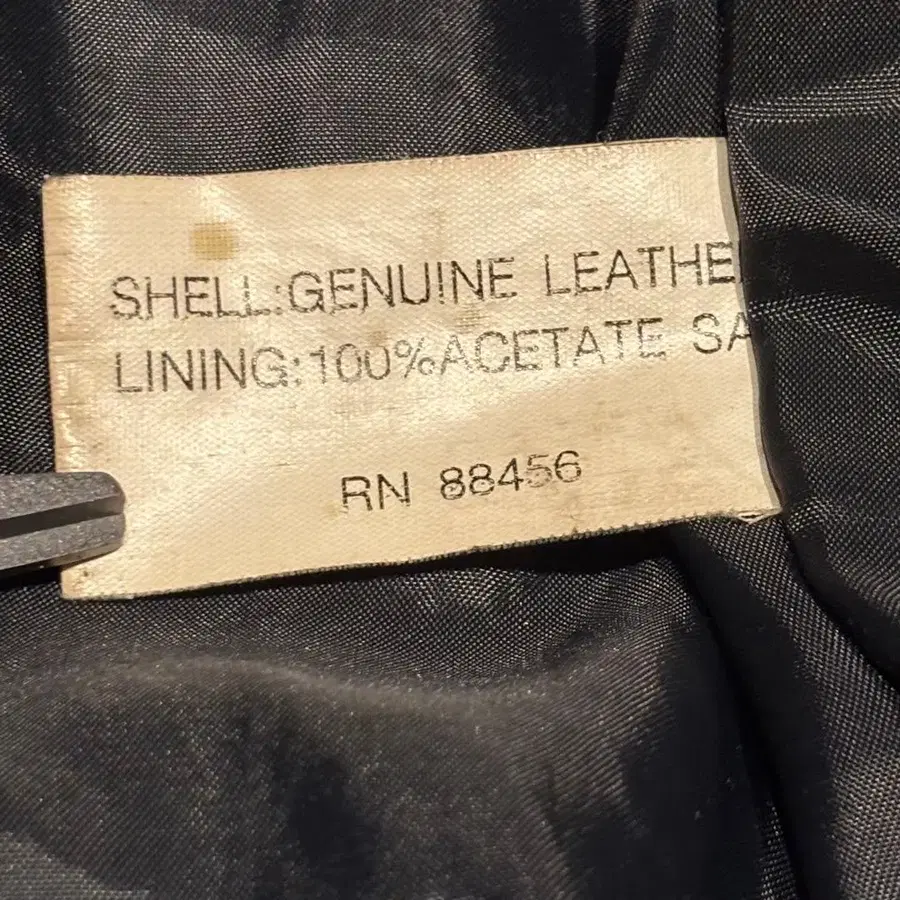 SHELL:GENUINE LEATHE
LINING:100%ACETATE SA
RN 88456